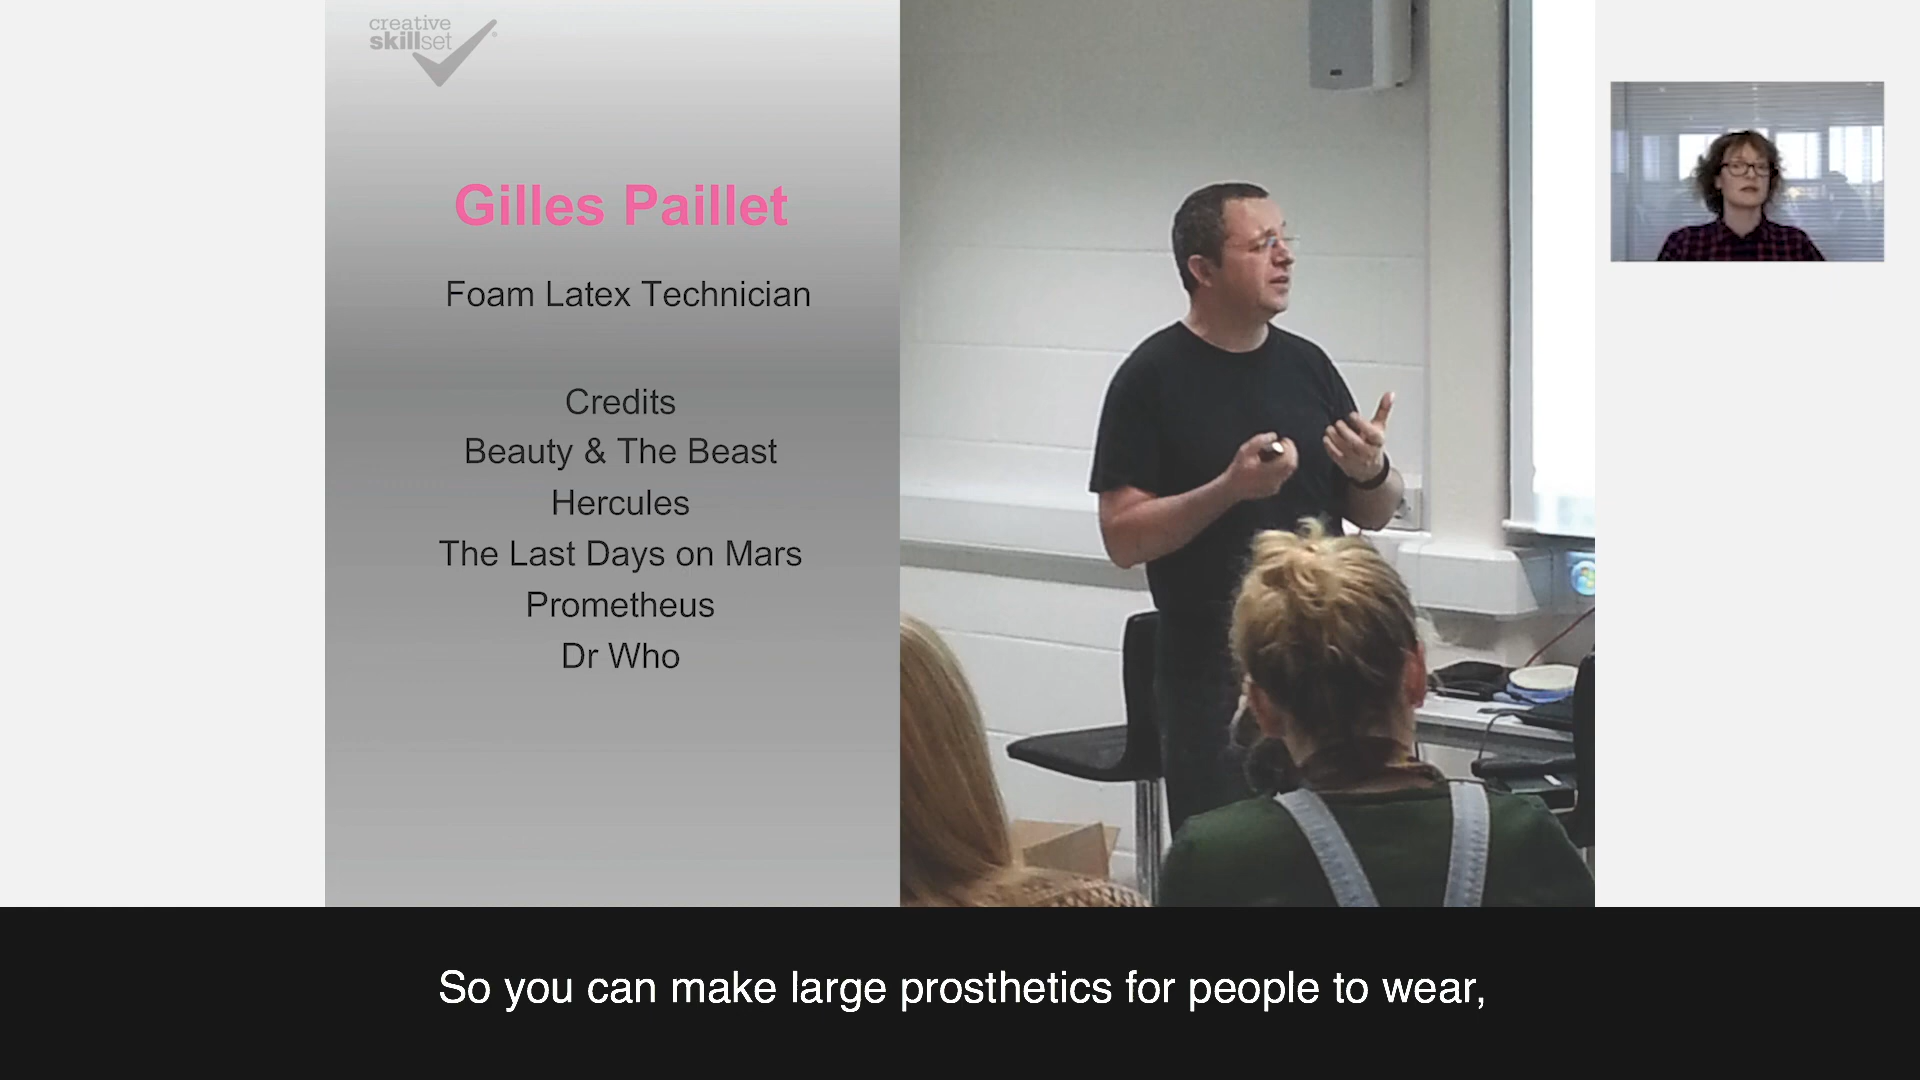 creative
skillset
Gilles Paillet
Foam Latex Technician
Credits
Beauty & The Beast
Hercules
The Last Days on Mars
Prometheus
Dr Who
So you can make large prosthetics for people to wear,